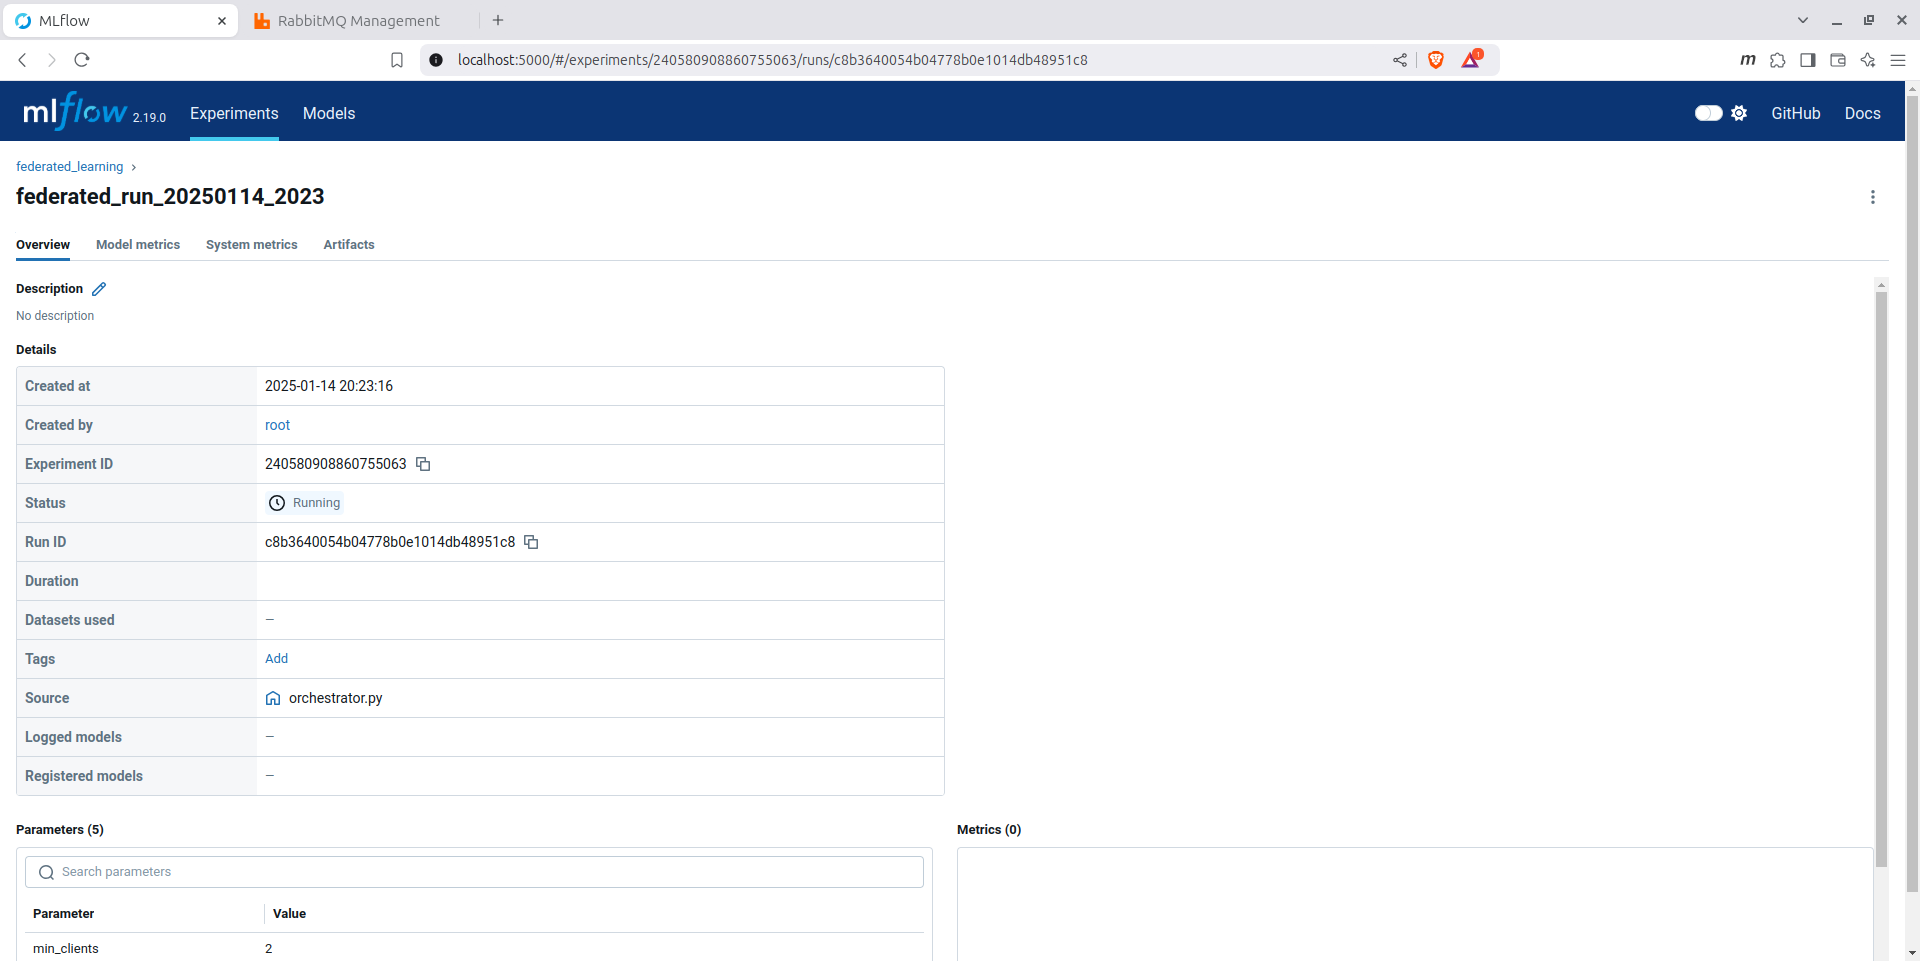 MLflow
RabbitMQ Management
localhost:5000/#/experiments/240580908860755063/runs/c8b3640054b04778b0e1014db48951c8
1
m
mlflow 2.19.0 Experiments Models GitHub Docs
federated_learning
federated_run_20250114_2023
Overview Model metrics System metrics Artifacts
Description
No description
Details
Created at 2025-01-14 20:23:16
Created by root
Experiment ID 240580908860755063
Status Running
Run ID c8b3640054b04778b0e1014db48951c8
Duration
Datasets used —
Tags Add
Source orchestrator.py
Logged models —
Registered models —
Parameters (5)
Search parameters
Parameter Value
min_clients 2
Metrics (0)